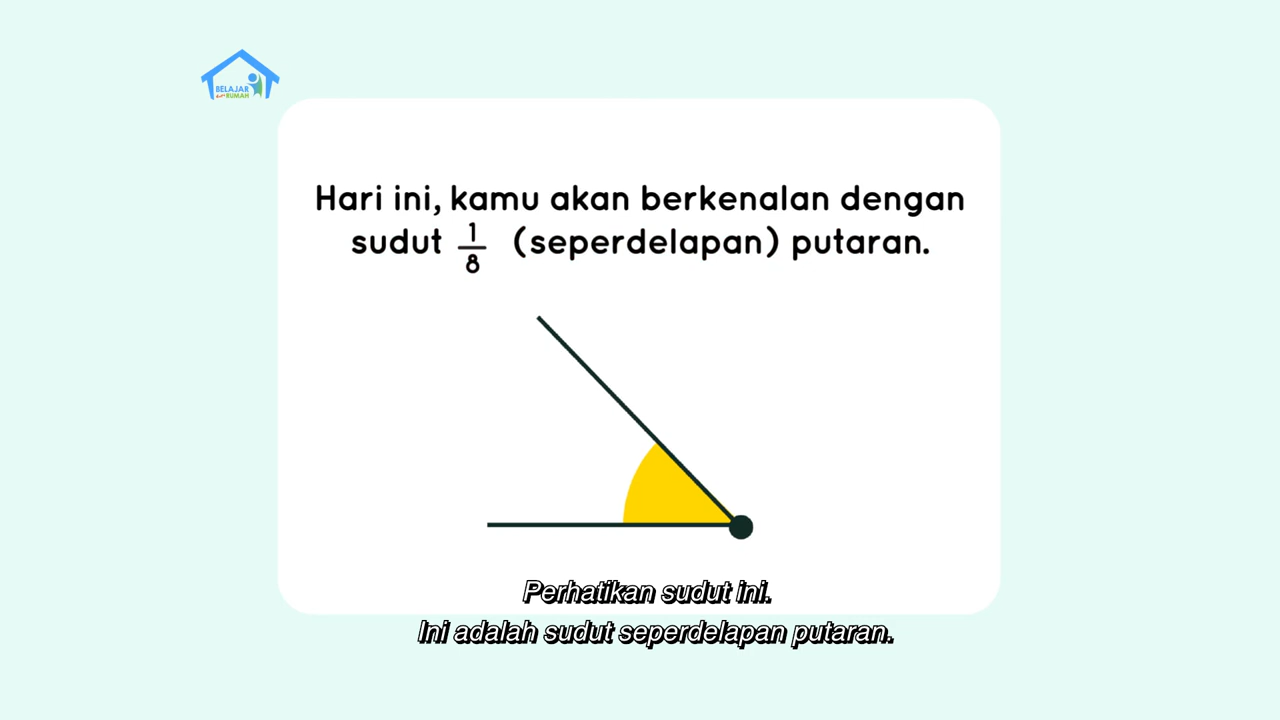 BELAJAR
dari RUMAH
Hari ini, kamu akan berkenalan dengan
sudut 1/8 (seperdelapan) putaran.
Perhatikan sudut ini.
Ini adalah sudut seperdelapan putaran.